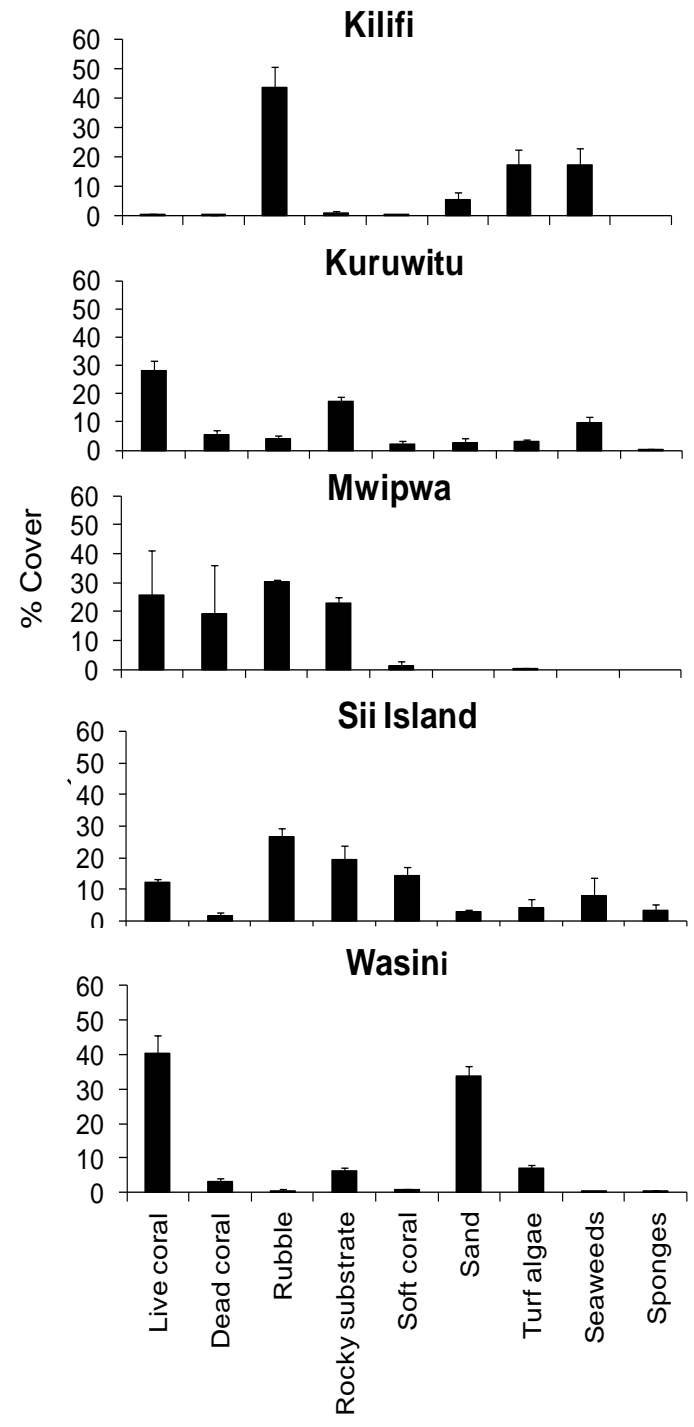 Kilifi
60
50
40
30
20
10
0
Kuruwitu
60
50
40
30
20
10
0
Mwipwa
60
50
40
30
20
10
0
% Cover
Sii Island
60
50
40
30
20
10
0
Wasini
60
50
40
30
20
10
0
Live coral
Dead coral
Rubble
Rocky substrate
Soft coral
Sand
Turf algae
Seaweeds
Sponges